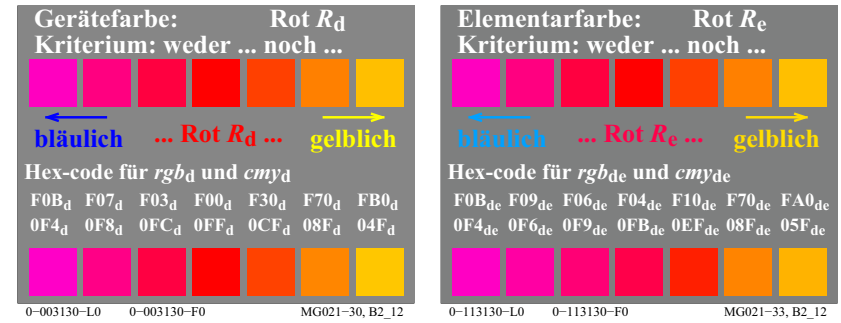 Gerätefarbe: Rot Rd
Kriterium: weder ... noch ...
bläulich ... Rot Rd ... gelblich
Hex-code für rgbd und cmyd
F0Bd F07d F03d F00d F30d F70d FB0d
0F4d 0F8d 0FCd 0FFd 0CFd 08Fd 04Fd
0-003130-L0 0-003130-F0 MG021-30, B2_12
Elementarfarbe: Rot Re
Kriterium: weder ... noch ...
bläulich ... Rot Re ... gelblich
Hex-code für rgbde und cmyde
F0Bde F09de F06de F04de F10de F70de FA0de
0F4de 0F6de 0F9de 0FBde 0EFde 08Fde 05Fde
0-113130-L0 0-113130-F0 MG021-33, B2_12